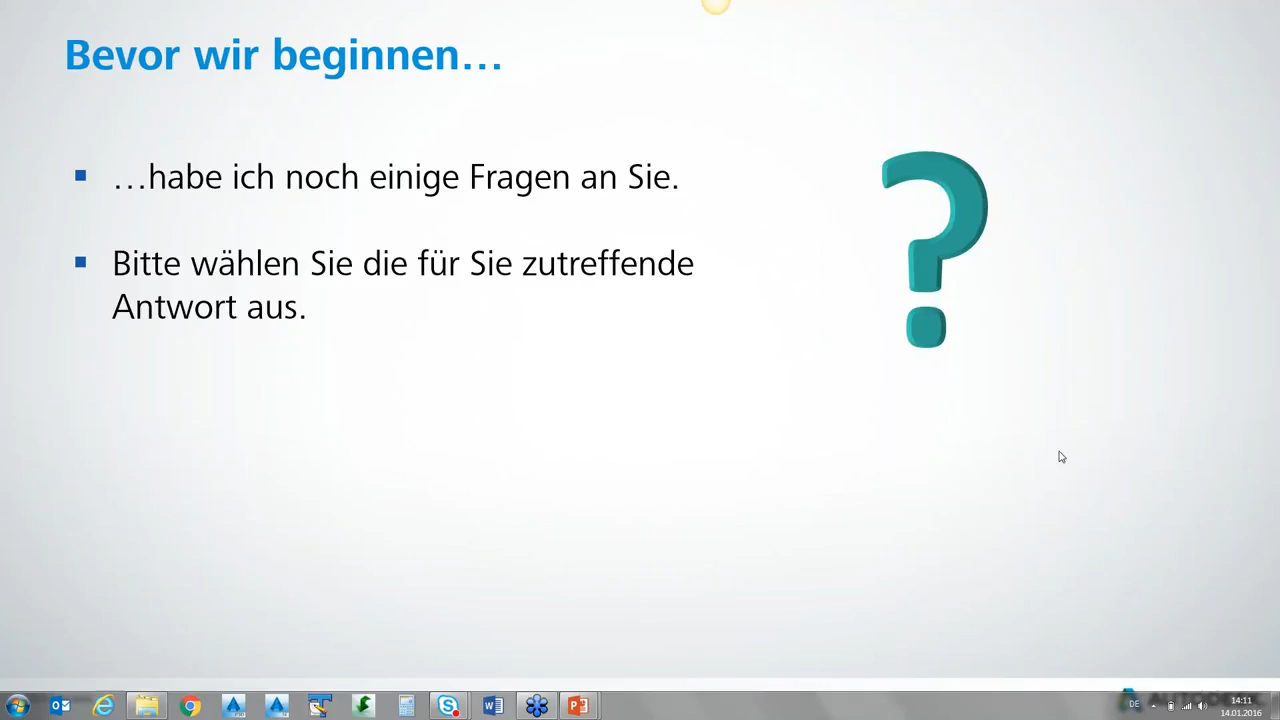 Bevor wir beginnen…
…habe ich noch einige Fragen an Sie.
Bitte wählen Sie die für Sie zutreffende
Antwort aus.
DE
14:11
14.01.2016